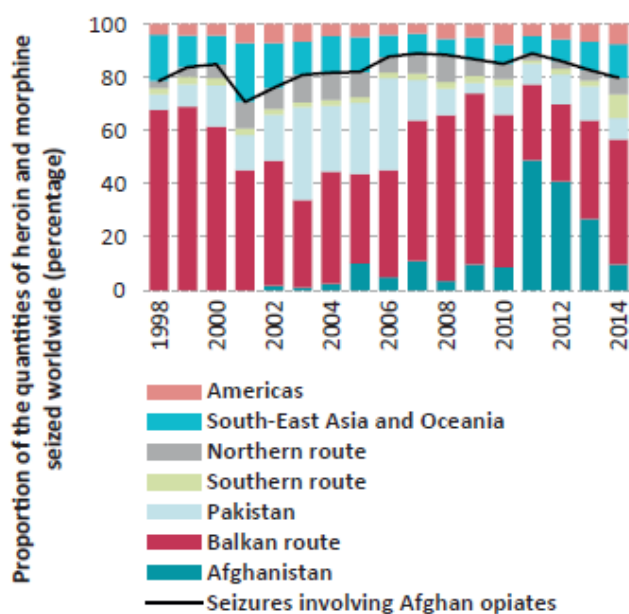 Proportion of the quantities of heroin and morphine
seized worldwide (percentage)
100
80
60
40
20
0
1998
2000
2002
2004
2006
2008
2010
2012
2014
Americas
South-East Asia and Oceania
Northern route
Southern route
Pakistan
Balkan route
Afghanistan
Seizures involving Afghan opiates